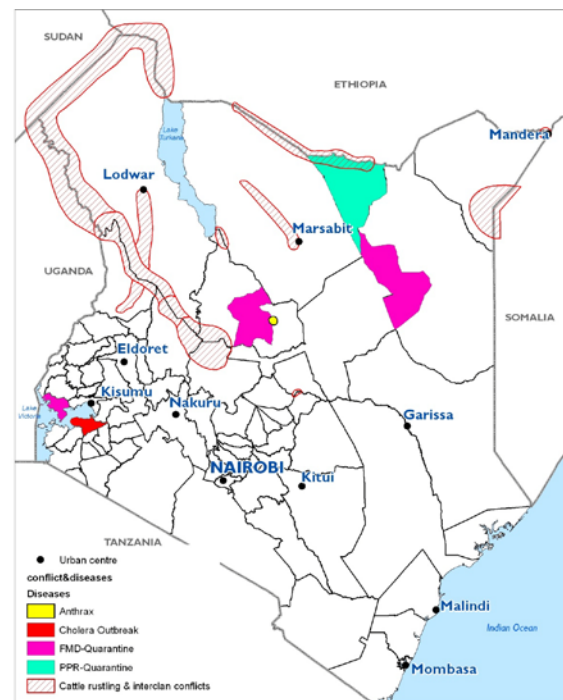 SUDAN
ETHIOPIA
Mandera
Lake
Turkana
Lodwar
Marsabit
UGANDA
SOMALIA
Eldoret
Kisumu
Lake
Victoria
Nakuru
Garissa
NAIROBI
Kitui
TANZANIA
Urban centre
conflict&diseases
Diseases
Anthrax
Cholera Outbreak
FMD-Quarantine
PPR-Quarantine
Cattle rustling & interclan conflicts
Malindi
Indian Ocean
Mombasa